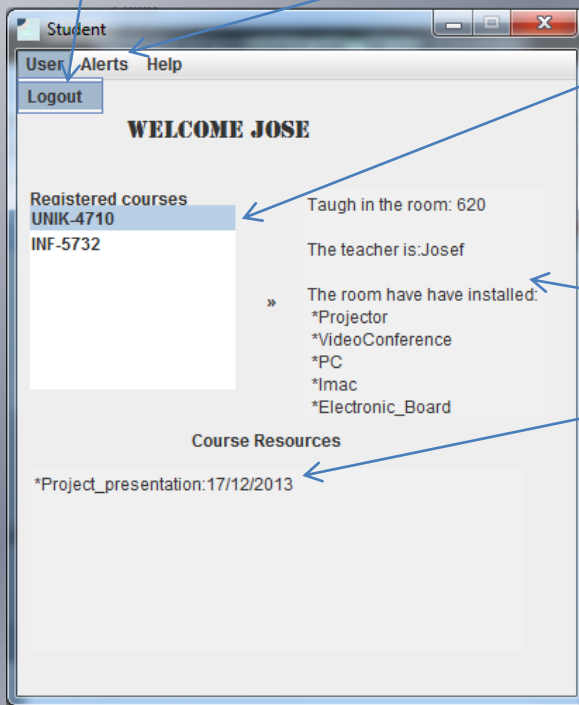 Student
User Alerts Help
Logout
WELCOME JOSE
Registered courses
UNIK-4710
INF-5732
»
Taugh in the room: 620
The teacher is:Josef
The room have have installed:
*Projector
*VideoConference
*PC
*Imac
*Electronic_Board
Course Resources
*Project_presentation:17/12/2013